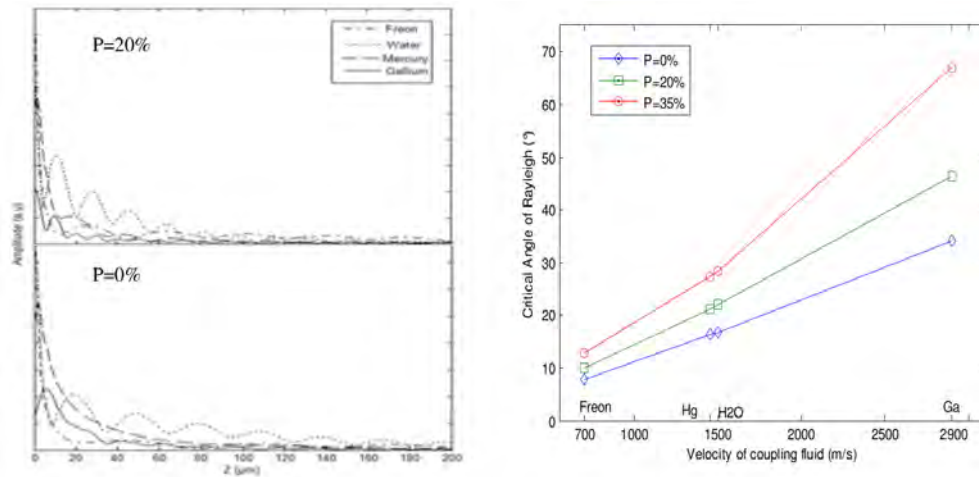 P=20%
Freon
Water
Mercury
Gallium
P=0%
Amplitude (a.u)
0 20 40 60 80 100 120 140 160 180 200
Z (µm)
P=0%
P=20%
P=35%
Critical Angle of Rayleigh (°)
70
60
50
40
30
20
10
0
Freon Hg H2O Ga
700 1000 1500 2000 2500 2900
Velocity of coupling fluid (m/s)